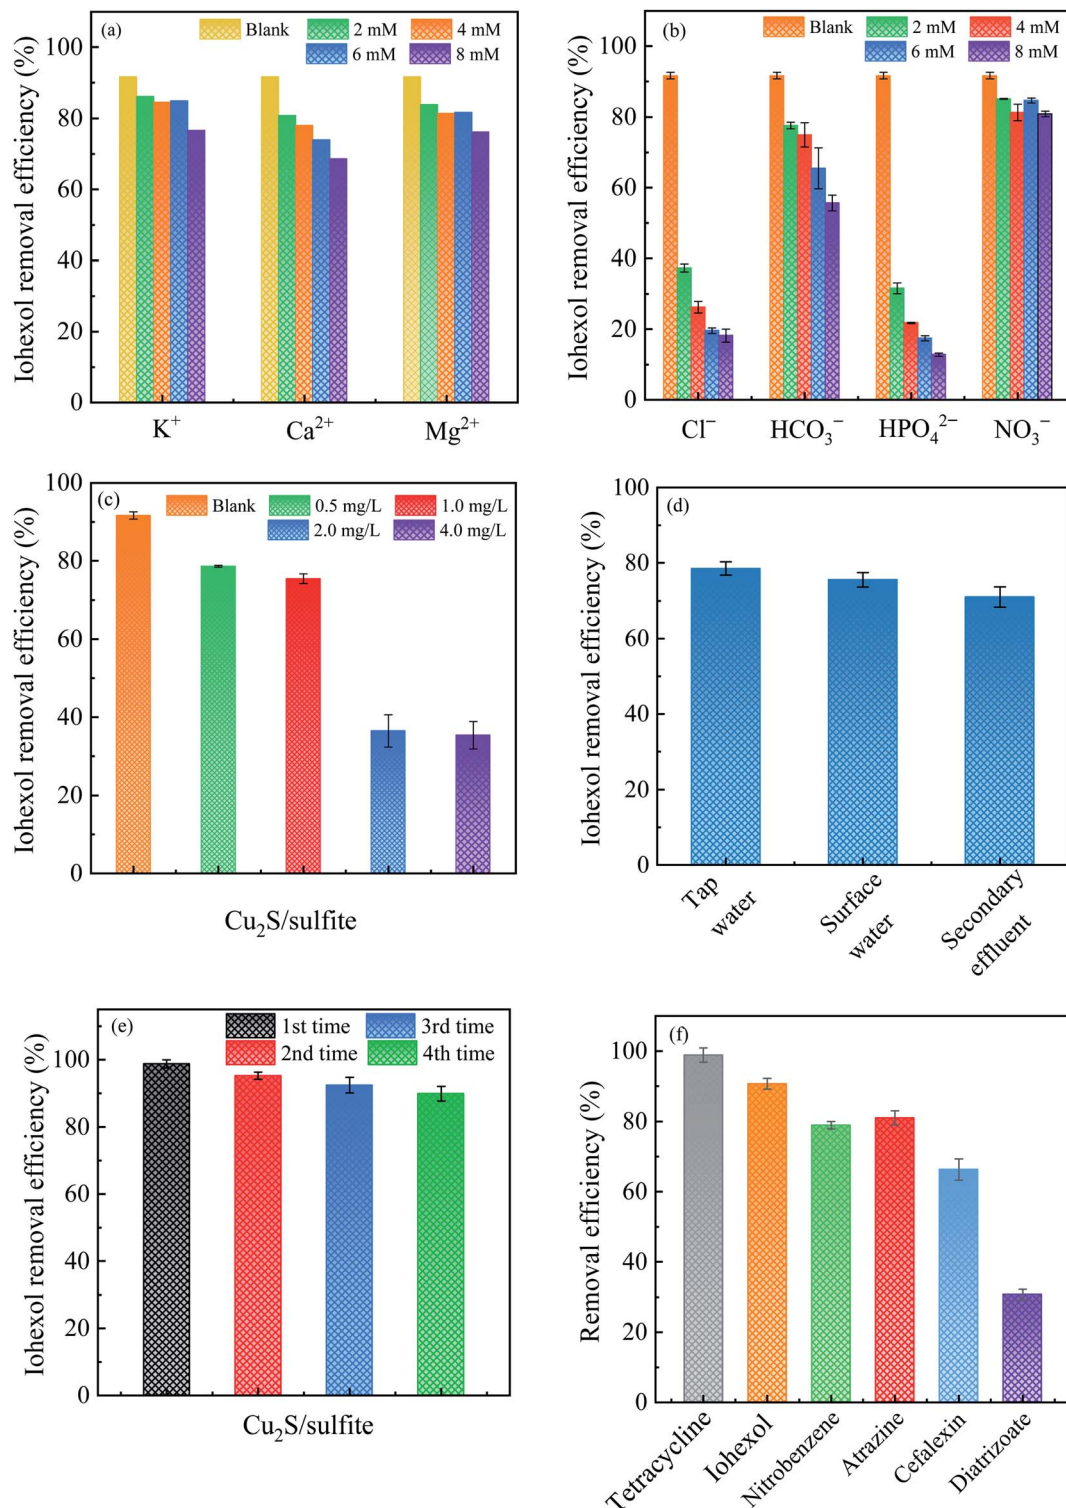 (a)
Blank 2 mM 4 mM
6 mM 8 mM
Iohexol removal efficiency (%)
100
80
60
40
20
0
K⁺ Ca²⁺ Mg²⁺
(b)
Blank 2 mM 4 mM
6 mM 8 mM
Iohexol removal efficiency (%)
100
80
60
40
20
0
Cl⁻ HCO₃⁻ HPO₄²⁻ NO₃⁻
(c)
Blank 0.5 mg/L 1.0 mg/L
2.0 mg/L 4.0 mg/L
Iohexol removal efficiency (%)
100
80
60
40
20
0
Cu₂S/sulfite
(d)
Iohexol removal efficiency (%)
100
80
60
40
20
0
Tap
water
Surface
water
Secondary
effluent
(e)
1st time 3rd time
2nd time 4th time
Iohexol removal efficiency (%)
100
80
60
40
20
0
Cu₂S/sulfite
(f)
Removal efficiency (%)
100
80
60
40
20
0
Tetracycline
Iohexol
Nitrobenzene
Atrazine
Cefalexin
Diatrizoate